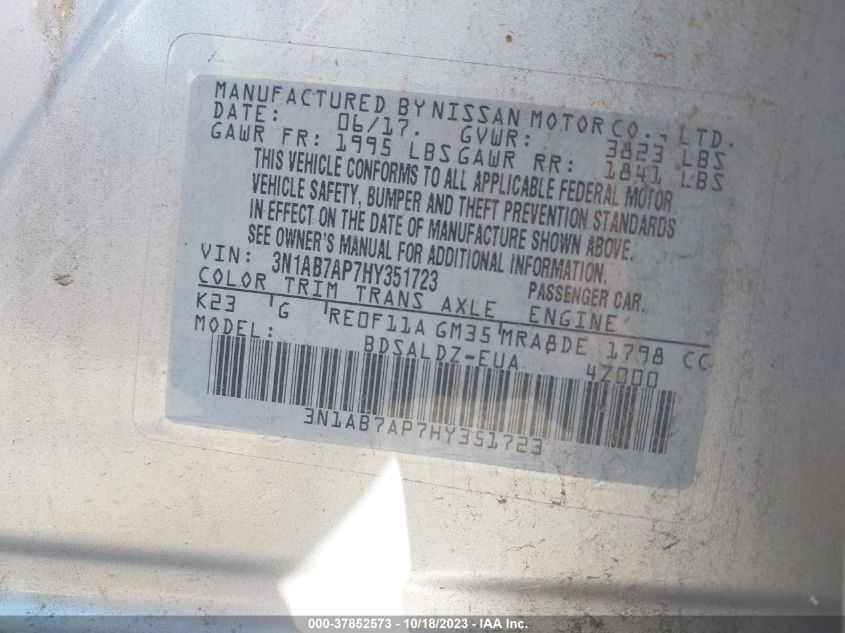 MANUFACTURED BY NISSAN MOTOR CO., LTD.
DATE: 06/17. GVWR: 3823 LBS
GAWR FR: 1995 LBS GAWR RR: 1841 LBS
THIS VEHICLE CONFORMS TO ALL APPLICABLE FEDERAL MOTOR
VEHICLE SAFETY, BUMPER AND THEFT PREVENTION STANDARDS
IN EFFECT ON THE DATE OF MANUFACTURE SHOWN ABOVE.
SEE OWNER'S MANUAL FOR ADDITIONAL INFORMATION.
VIN: 3N1AB7AP7HY351723 PASSENGER CAR.
COLOR TRIM TRANS AXLE ENGINE
K23 G RE0F11A GM35 MRA8DE 1798 CC
MODEL: BDSALDZ-EUA 4Z000
3N1AB7AP7HY351723
000-37852573 - 10/18/2023 - IAA Inc.